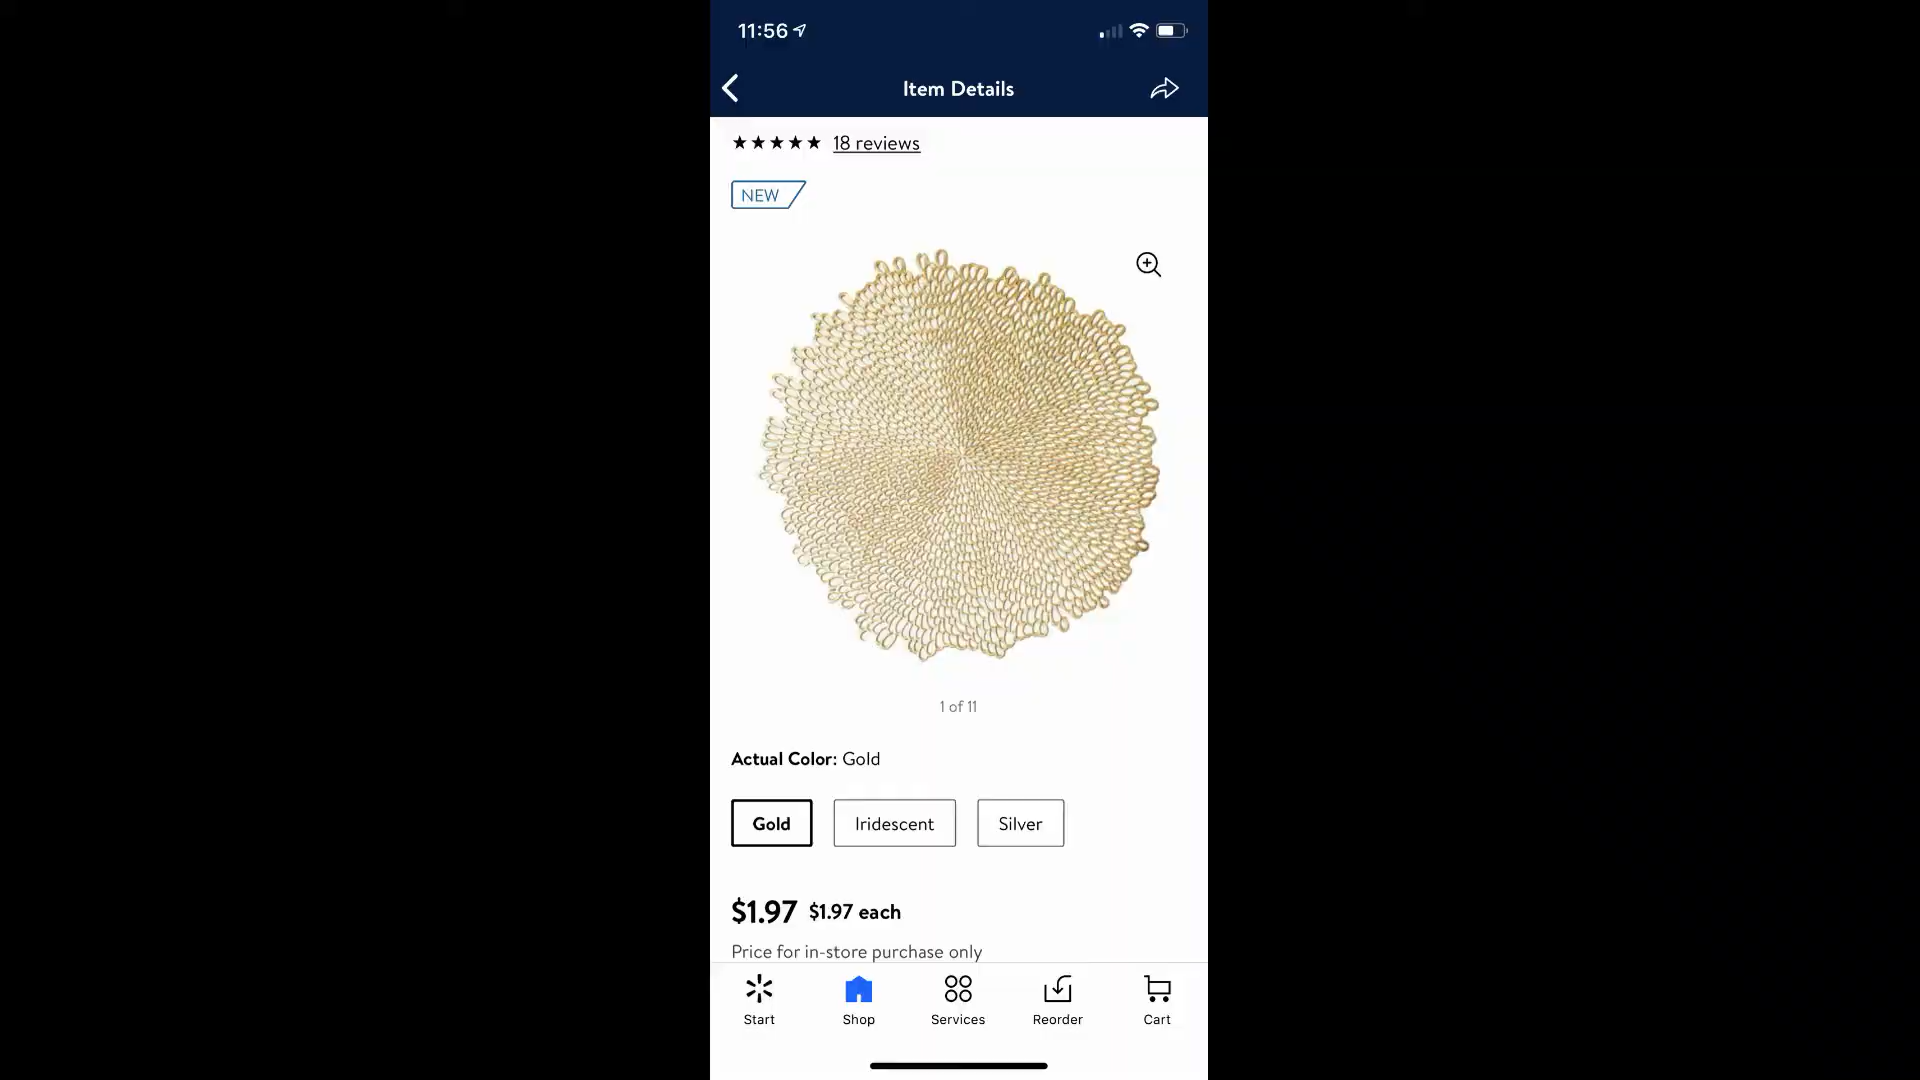 11:56
Item Details
18 reviews
NEW
1 of 11
Actual Color: Gold
Gold Iridescent Silver
$1.97 $1.97 each
Price for in-store purchase only
Start Shop Services Reorder Cart